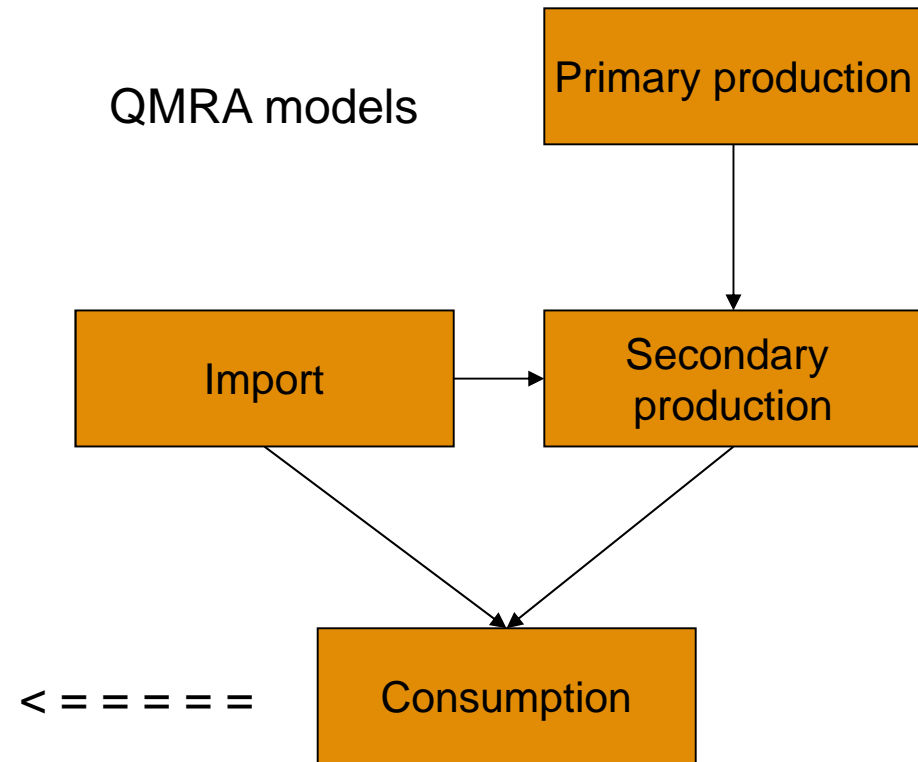 Primary production
QMRA models
Import
Secondary
production
< = = = = =
Consumption